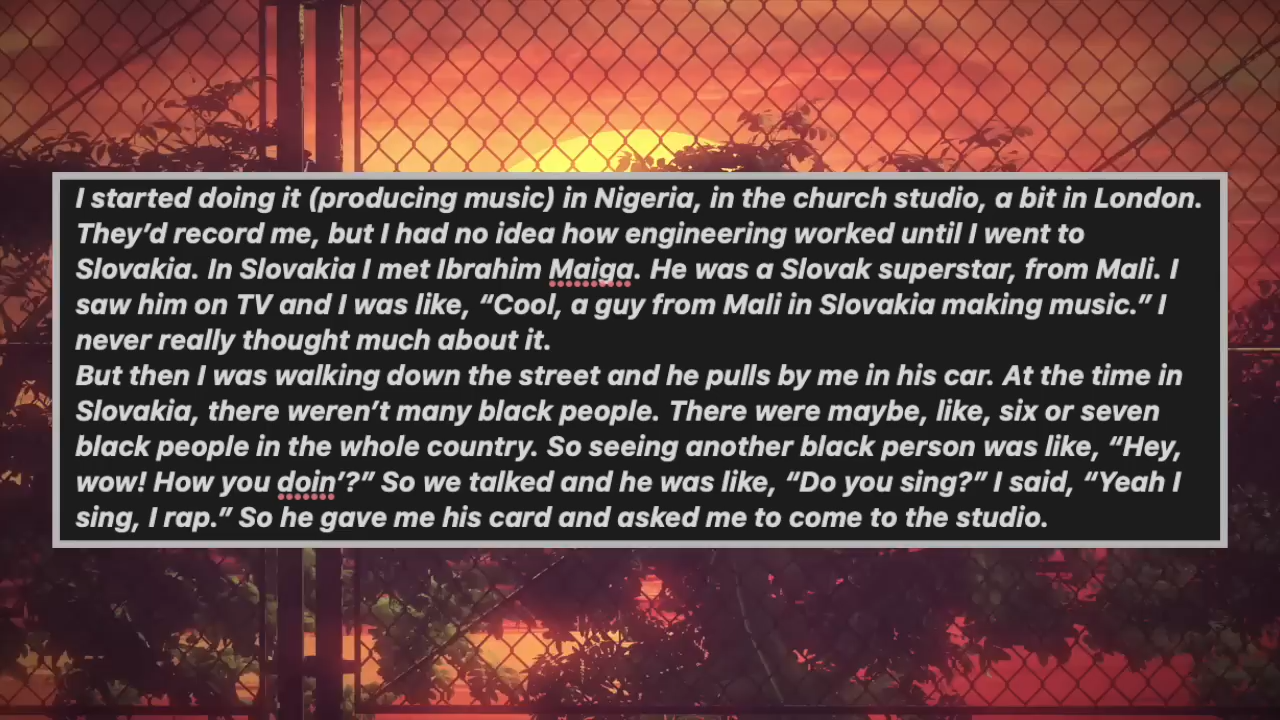 I started doing it (producing music) in Nigeria, in the church studio, a bit in London.
They’d record me, but I had no idea how engineering worked until I went to
Slovakia. In Slovakia I met Ibrahim Maiga. He was a Slovak superstar, from Mali. I
saw him on TV and I was like, “Cool, a guy from Mali in Slovakia making music.” I
never really thought much about it.
But then I was walking down the street and he pulls by me in his car. At the time in
Slovakia, there weren’t many black people. There were maybe, like, six or seven
black people in the whole country. So seeing another black person was like, “Hey,
wow! How you doin’?” So we talked and he was like, “Do you sing?” I said, “Yeah I
sing, I rap.” So he gave me his card and asked me to come to the studio.